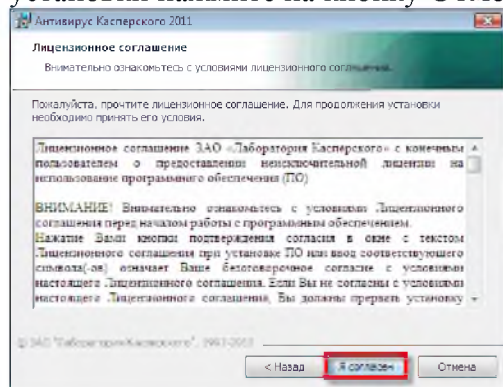 Антивирус Касперского 2011
Лицензионное соглашение
Внимательно ознакомьтесь с условиями лицензионного соглашения.
Пожалуйста, прочтите лицензионное соглашение. Для продолжения установки
необходимо принять его условия.
Лицензионное соглашение ЗАО «Лаборатория Касперского» с конечным
пользователем о предоставлении неисключительной лицензии на
использование программного обеспечения (ПО)
ВНИМАНИЕ! Внимательно ознакомьтесь с условиями Лицензионного
соглашения перед началом работы с программным обеспечением.
Нажатие Вами кнопки подтверждения согласия в окне с текстом
Лицензионного соглашения при установке ПО или ввод соответствующего
символа(-ов) означает Ваше безоговорочное согласие с условиями
настоящего Лицензионного соглашения. Если Вы не согласны с условиями
настоящего Лицензионного соглашения, Вы должны прервать установку
© ЗАО "Лаборатория Касперского", 1997-2010
< Назад Я согласен Отмена